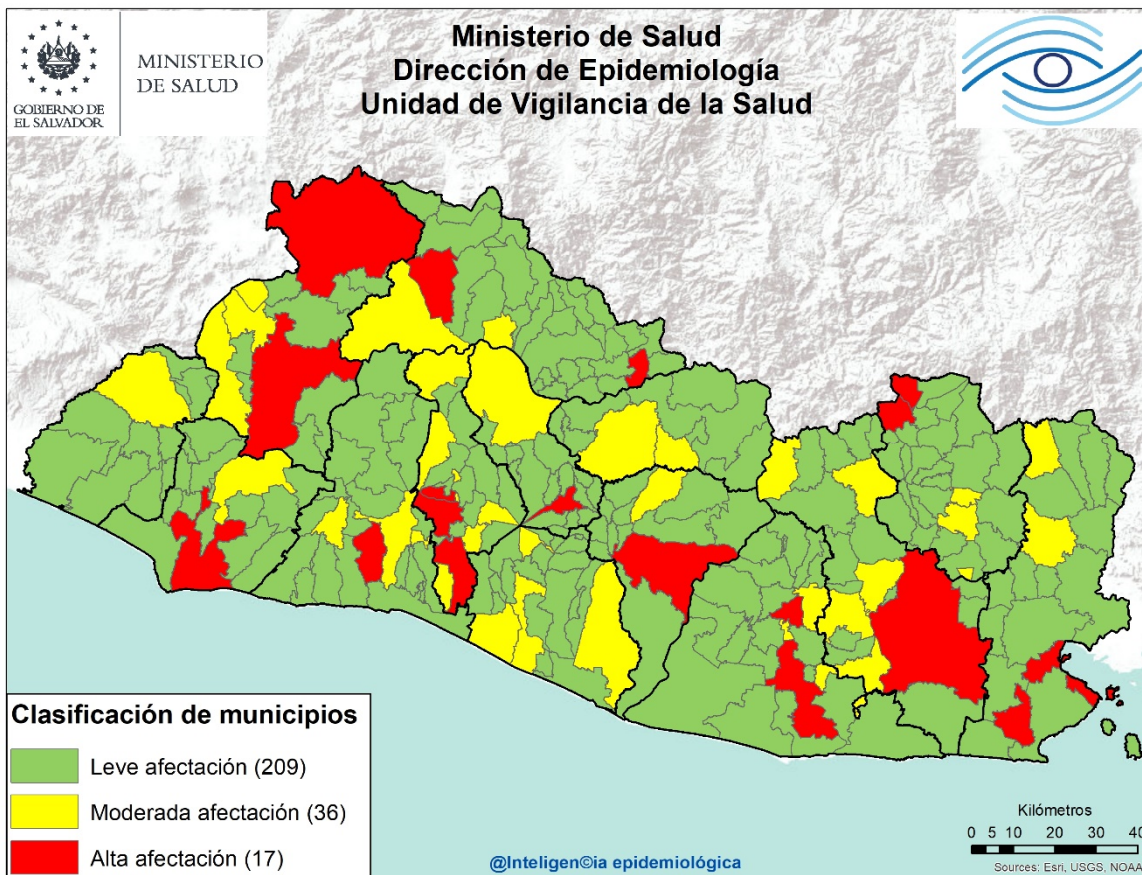 GOBIERNO DE
EL SALVADOR
MINISTERIO
DE SALUD
Ministerio de Salud
Dirección de Epidemiología
Unidad de Vigilancia de la Salud
Clasificación de municipios
Leve afectación (209)
Moderada afectación (36)
Alta afectación (17)
@Inteligen©ia epidemiológica
Kilómetros
0 5 10 20 30 40
Sources: Esri, USGS, NOAA